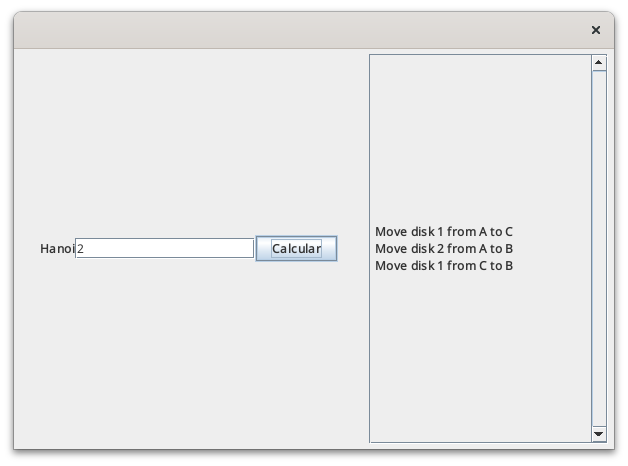 Hanoi 2 Calcular
Move disk 1 from A to C
Move disk 2 from A to B
Move disk 1 from C to B